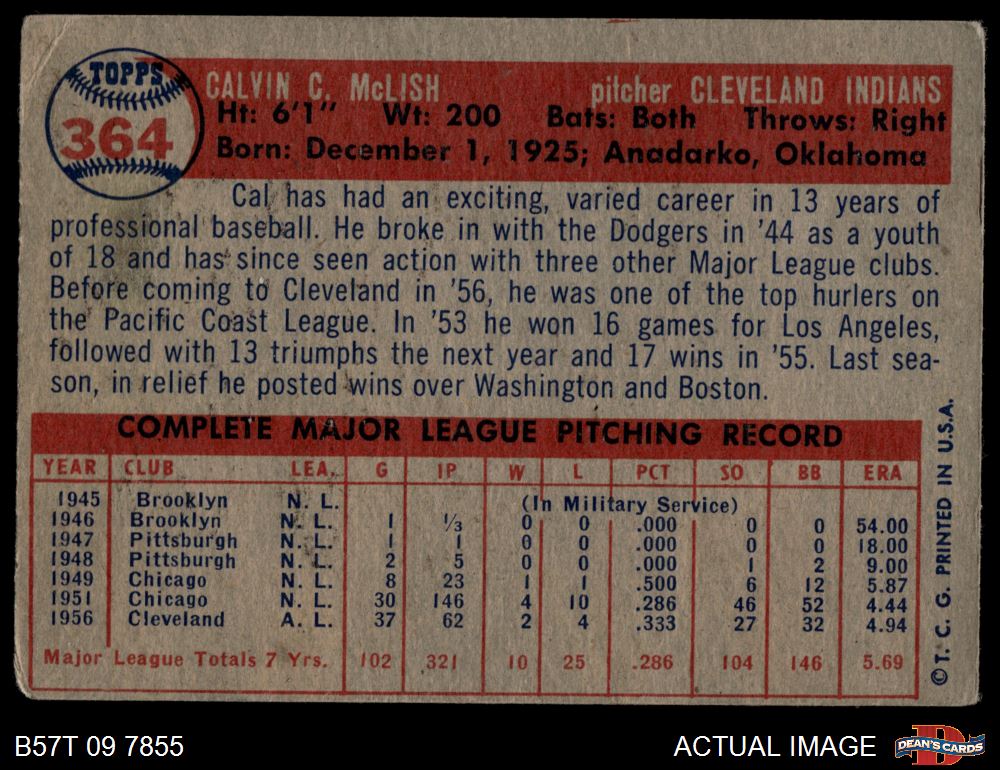 TOPPS
364
CALVIN C. McLISH pitcher CLEVELAND INDIANS
Ht: 6'1" Wt: 200 Bats: Both Throws: Right
Born: December 1, 1925; Anadarko, Oklahoma
Cal has had an exciting, varied career in 13 years of
professional baseball. He broke in with the Dodgers in '44 as a youth
of 18 and has since seen action with three other Major League clubs.
Before coming to Cleveland in '56, he was one of the top hurlers on
the Pacific Coast League. In '53 he won 16 games for Los Angeles,
followed with 13 triumphs the next year and 17 wins in '55. Last sea-
son, in relief he posted wins over Washington and Boston.
COMPLETE MAJOR LEAGUE PITCHING RECORD
YEAR CLUB LEA. G IP W L PCT SO BB ERA
1945 Brooklyn N. L. (In Military Service)
1946 Brooklyn N. L. 1 1/3 0 0 .000 0 0 54.00
1947 Pittsburgh N. L. 1 1 0 0 .000 0 0 18.00
1948 Pittsburgh N. L. 2 5 0 0 .000 1 2 9.00
1949 Chicago N. L. 8 23 1 1 .500 6 12 5.87
1951 Chicago N. L. 30 146 4 10 .286 46 52 4.44
1956 Cleveland A. L. 37 62 2 4 .333 27 32 4.94
Major League Totals 7 Yrs. 102 321 10 25 .286 104 146 5.69
© T. C. G. PRINTED IN U.S.A.
B57T 09 7855 ACTUAL IMAGE
D
DEAN'S CARDS